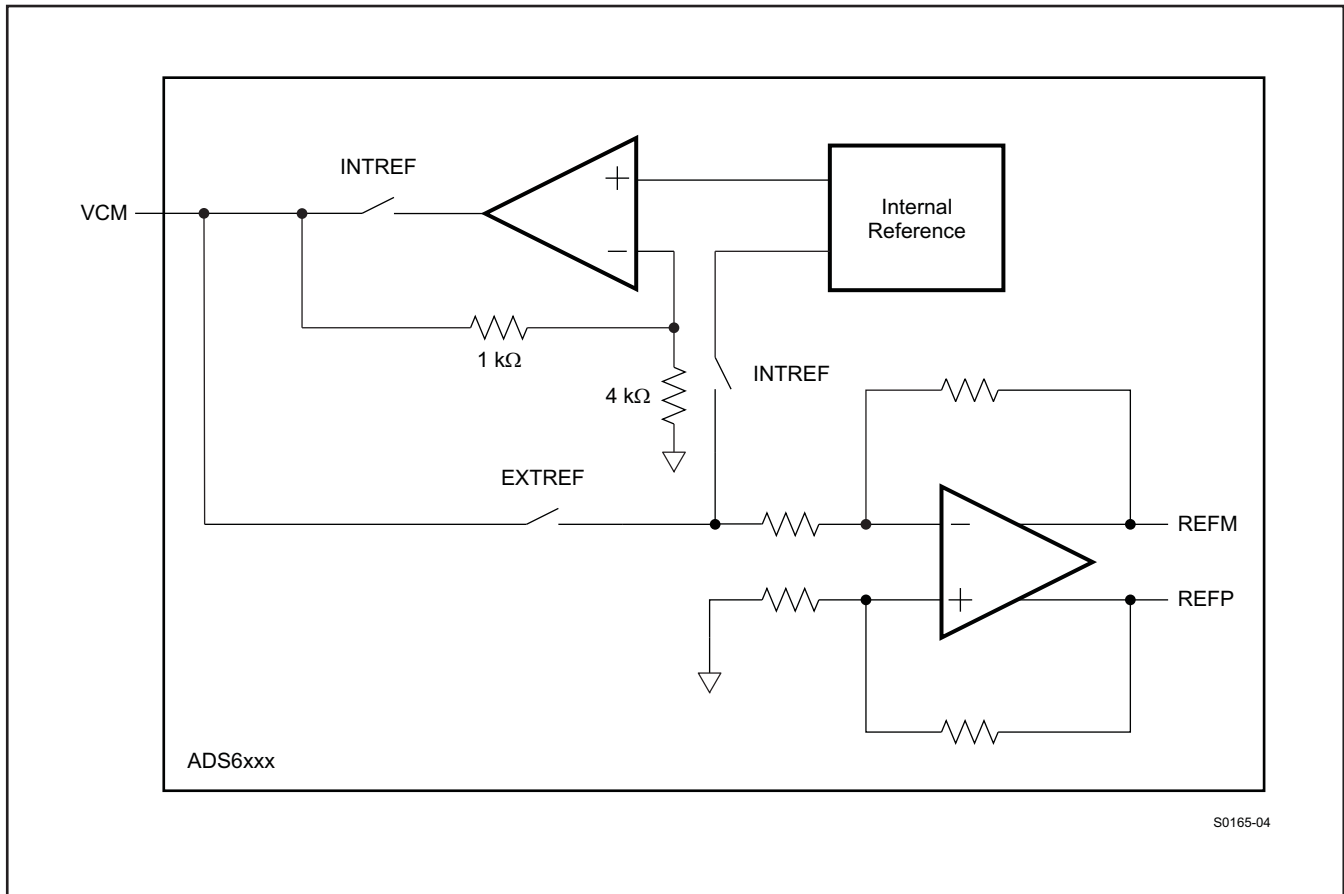 INTREF
VCM
+
−
Internal
Reference
1 kΩ
4 kΩ
INTREF
EXTREF
−
+
REFM
REFP
ADS6xxx
S0165-04